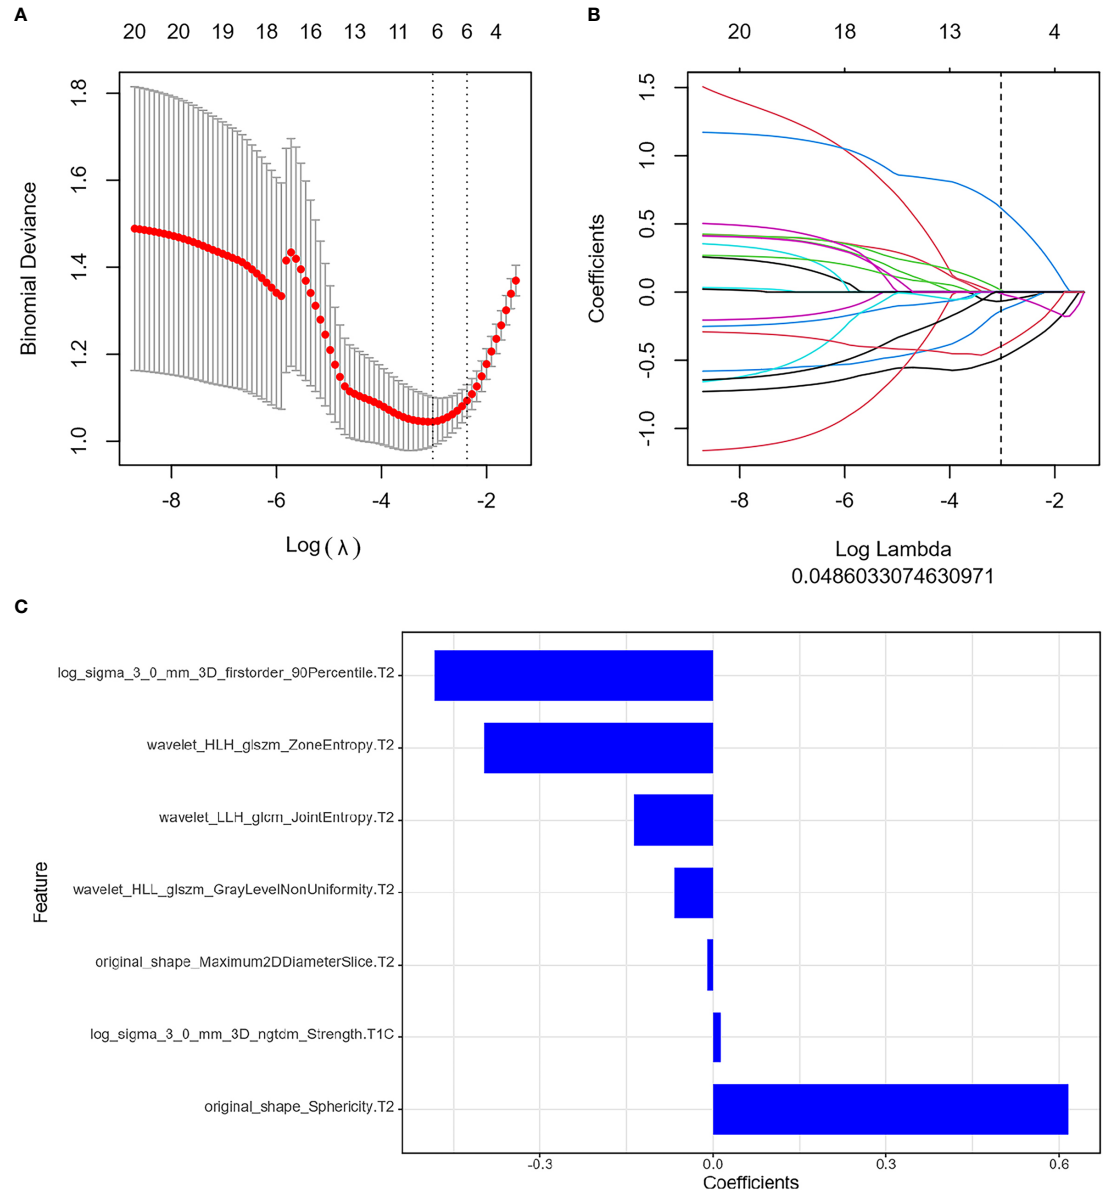 A
20 20 19 18 16 13 11 6 6 4
Binomial Deviance
1.8
1.6
1.4
1.2
1.0
-8 -6 -4 -2
Log ( λ )
B
20 18 13 4
Coefficients
1.5
1.0
0.5
0.0
-0.5
-1.0
-8 -6 -4 -2
Log Lambda
0.0486033074630971
C
Feature
log_sigma_3_0_mm_3D_firstorder_90Percentile.T2
wavelet_HLH_glszm_ZoneEntropy.T2
wavelet_LLH_glcm_JointEntropy.T2
wavelet_HLL_glszm_GrayLevelNonUniformity.T2
original_shape_Maximum2DDiameterSlice.T2
log_sigma_3_0_mm_3D_ngtdm_Strength.T1C
original_shape_Sphericity.T2
-0.3 0.0 0.3 0.6
Coefficients